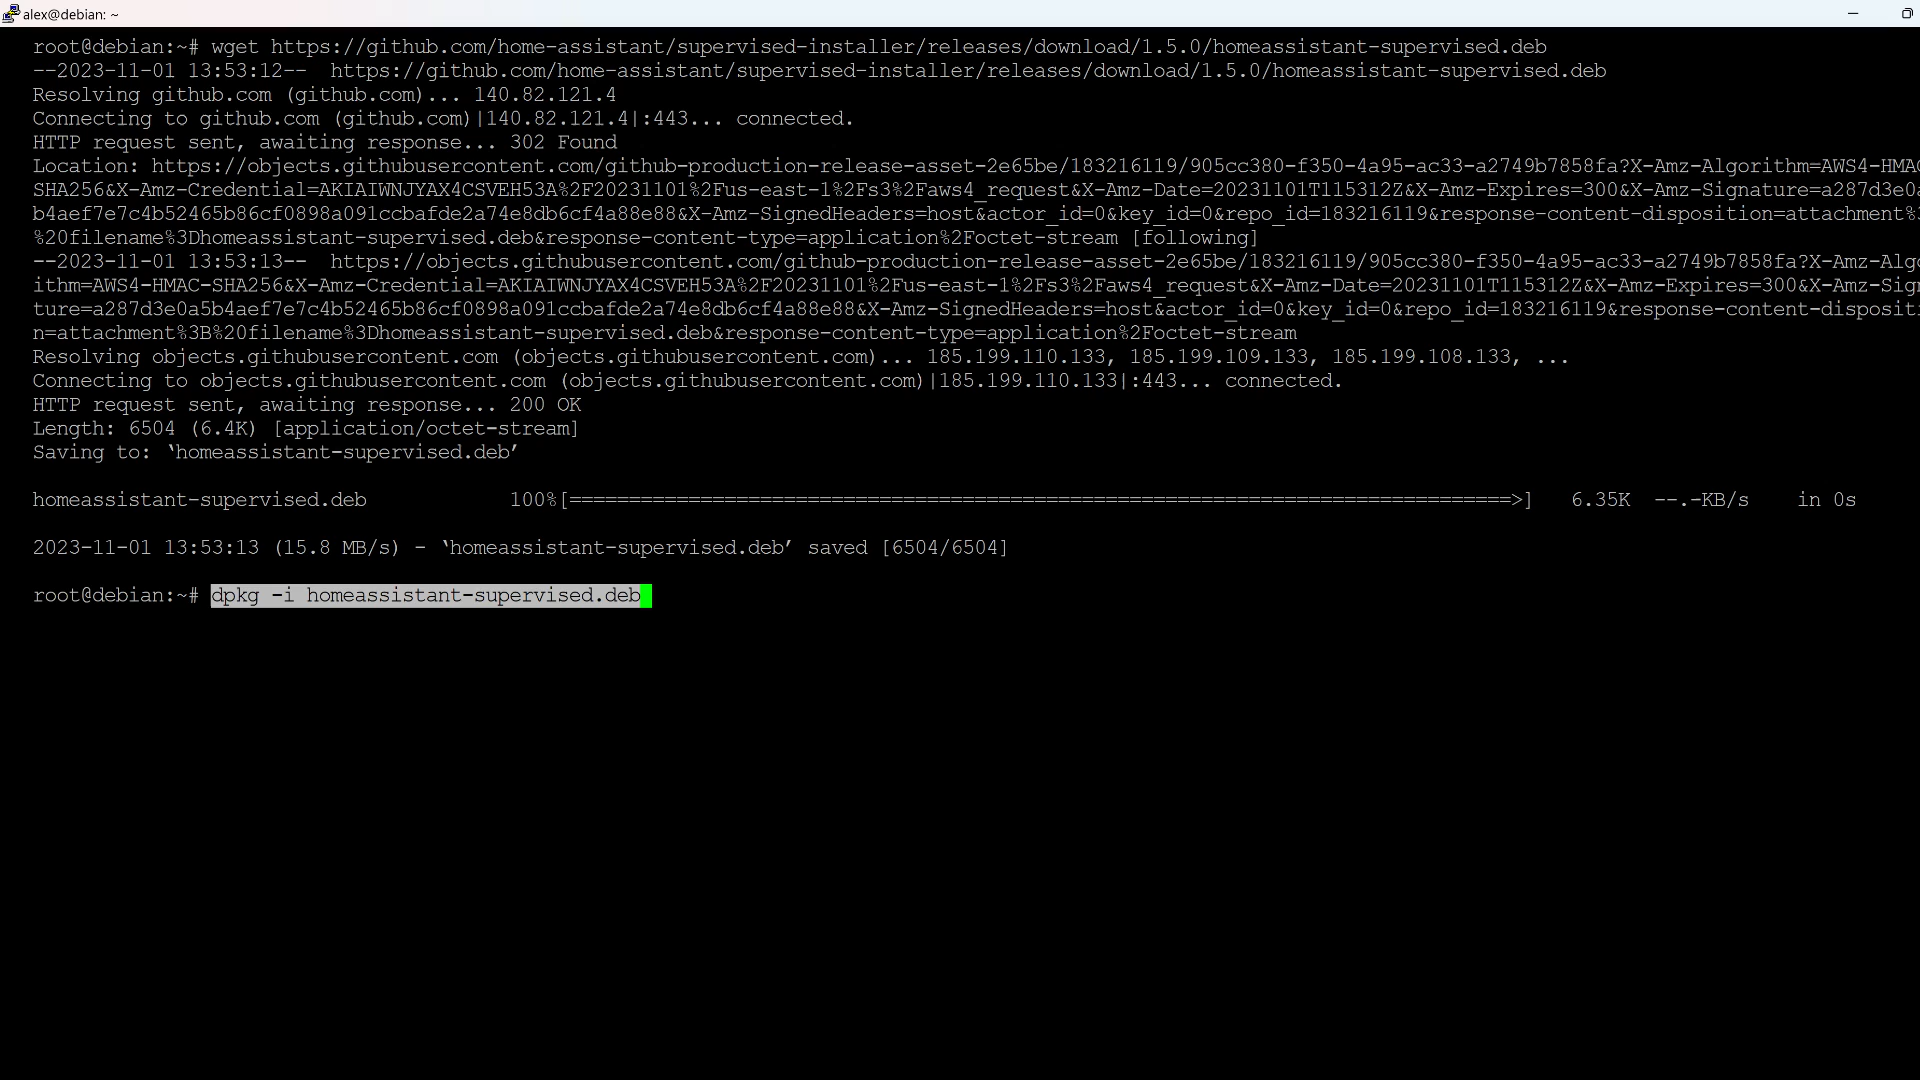 alex@debian: ~
root@debian:~# wget https://github.com/home-assistant/supervised-installer/releases/download/1.5.0/homeassistant-supervised.deb
--2023-11-01 13:53:12--  https://github.com/home-assistant/supervised-installer/releases/download/1.5.0/homeassistant-supervised.deb
Resolving github.com (github.com)... 140.82.121.4
Connecting to github.com (github.com)|140.82.121.4|:443... connected.
HTTP request sent, awaiting response... 302 Found
Location: https://objects.githubusercontent.com/github-production-release-asset-2e65be/183216119/905cc380-f350-4a95-ac33-a2749b7858fa?X-Amz-Algorithm=AWS4-HMAC
SHA256&X-Amz-Credential=AKIAIWNJYAX4CSVEH53A%2F20231101%2Fus-east-1%2Fs3%2Faws4_request&X-Amz-Date=20231101T115312Z&X-Amz-Expires=300&X-Amz-Signature=a287d3e0a
b4aef7e7c4b52465b86cf0898a091ccbafde2a74e8db6cf4a88e88&X-Amz-SignedHeaders=host&actor_id=0&key_id=0&repo_id=183216119&response-content-disposition=attachment%3
%20filename%3Dhomeassistant-supervised.deb&response-content-type=application%2Foctet-stream [following]
--2023-11-01 13:53:13--  https://objects.githubusercontent.com/github-production-release-asset-2e65be/183216119/905cc380-f350-4a95-ac33-a2749b7858fa?X-Amz-Algo
ithm=AWS4-HMAC-SHA256&X-Amz-Credential=AKIAIWNJYAX4CSVEH53A%2F20231101%2Fus-east-1%2Fs3%2Faws4_request&X-Amz-Date=20231101T115312Z&X-Amz-Expires=300&X-Amz-Sign
ture=a287d3e0a5b4aef7e7c4b52465b86cf0898a091ccbafde2a74e8db6cf4a88e88&X-Amz-SignedHeaders=host&actor_id=0&key_id=0&repo_id=183216119&response-content-dispositi
n=attachment%3B%20filename%3Dhomeassistant-supervised.deb&response-content-type=application%2Foctet-stream
Resolving objects.githubusercontent.com (objects.githubusercontent.com)... 185.199.110.133, 185.199.109.133, 185.199.108.133, ...
Connecting to objects.githubusercontent.com (objects.githubusercontent.com)|185.199.110.133|:443... connected.
HTTP request sent, awaiting response... 200 OK
Length: 6504 (6.4K) [application/octet-stream]
Saving to: ‘homeassistant-supervised.deb’
homeassistant-supervised.deb            100%[===============================================================================>]   6.35K  --.-KB/s    in 0s
2023-11-01 13:53:13 (15.8 MB/s) - ‘homeassistant-supervised.deb’ saved [6504/6504]
root@debian:~# dpkg -i homeassistant-supervised.deb